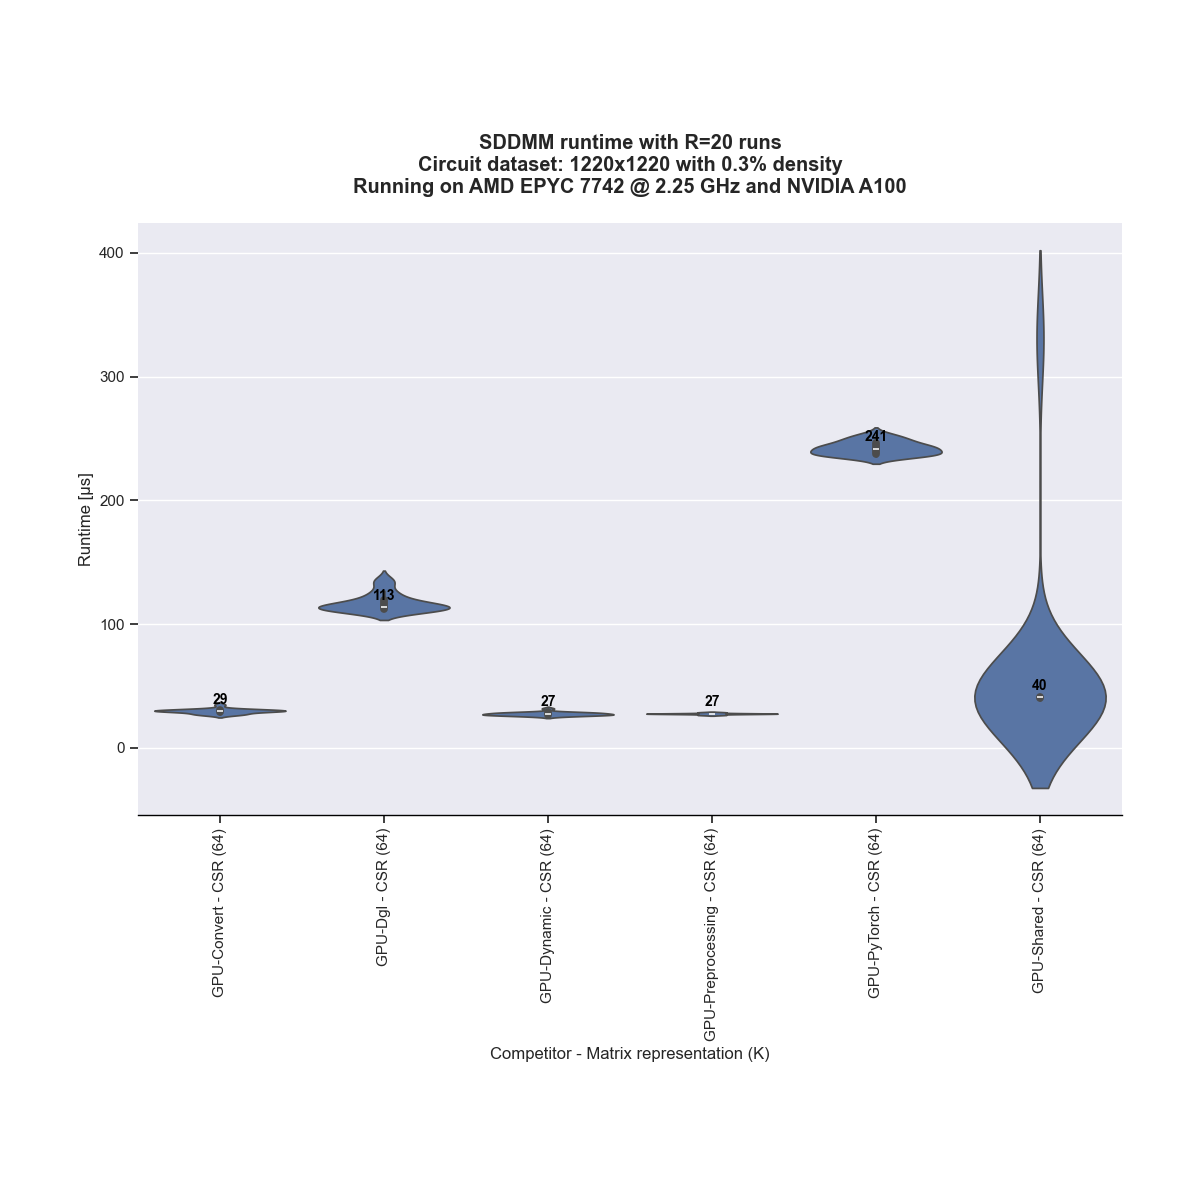 SDDMM runtime with R=20 runs
Circuit dataset: 1220x1220 with 0.3% density
Running on AMD EPYC 7742 @ 2.25 GHz and NVIDIA A100
Runtime [µs]
400
300
200
100
0
29
113
27
27
241
40
GPU-Convert - CSR (64)
GPU-Dgl - CSR (64)
GPU-Dynamic - CSR (64)
GPU-Preprocessing - CSR (64)
GPU-PyTorch - CSR (64)
GPU-Shared - CSR (64)
Competitor - Matrix representation (K)